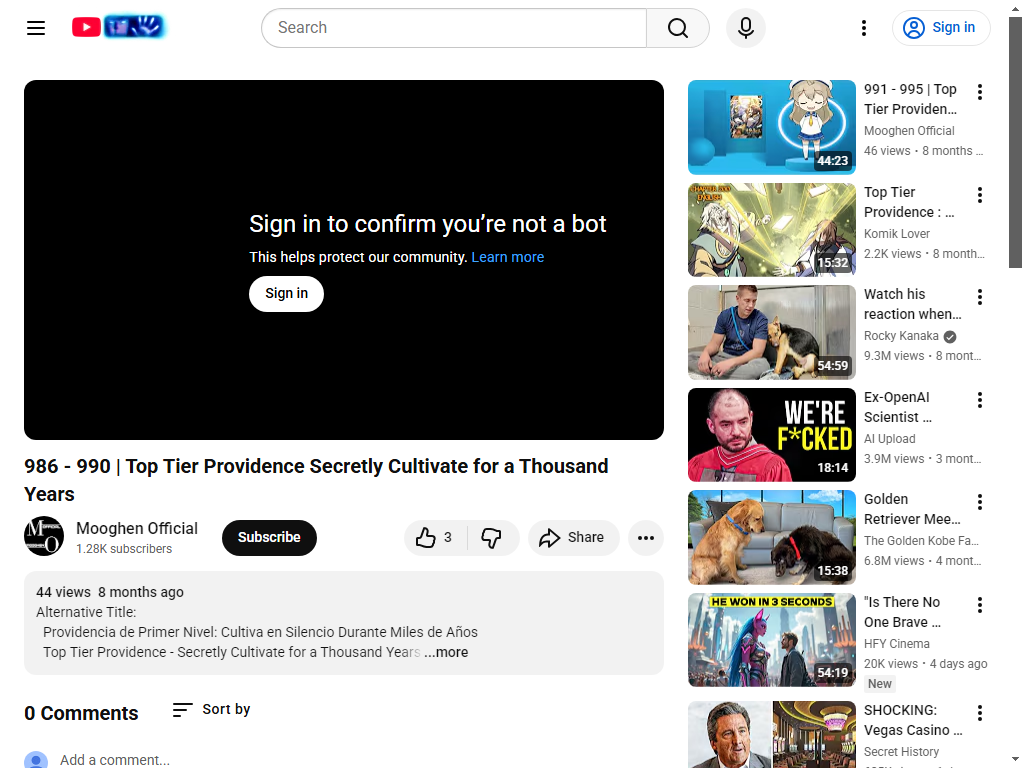 Search
Sign in
Sign in to confirm you’re not a bot
This helps protect our community. Learn more
Sign in
986 - 990 | Top Tier Providence Secretly Cultivate for a Thousand
Years
Mooghen Official
1.28K subscribers
Subscribe
3
Share
44 views  8 months ago
Alternative Title:
Providencia de Primer Nivel: Cultiva en Silencio Durante Miles de Años
Top Tier Providence - Secretly Cultivate for a Thousand Years ...more
0 Comments
Sort by
Add a comment...
44:23
991 - 995 | Top
Tier Providen...
Mooghen Official
46 views • 8 months ...
15:32
Top Tier
Providence : ...
Komik Lover
2.2K views • 8 month...
54:59
Watch his
reaction when...
Rocky Kanaka
9.3M views • 8 mont...
WE'RE
F*CKED
18:14
Ex-OpenAI
Scientist ...
AI Upload
3.9M views • 3 mont...
15:38
Golden
Retriever Mee...
The Golden Kobe Fa...
6.8M views • 4 mont...
HE WON IN 3 SECONDS
54:19
"Is There No
One Brave ...
HFY Cinema
20K views • 4 days ago
New
SHOCKING:
Vegas Casino ...
Secret History